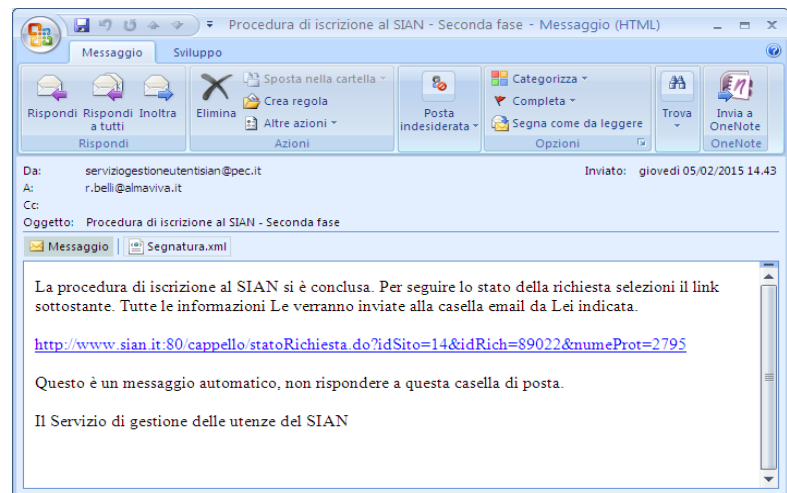 Procedura di iscrizione al SIAN - Seconda fase - Messaggio (HTML)
Messaggio Sviluppo
Rispondi Rispondi a tutti Inoltra
Rispondi
Elimina
Sposta nella cartella
Crea regola
Altre azioni
Azioni
Posta indesiderata
Categorizza
Completa
Segna come da leggere
Opzioni
Trova
Invia a OneNote
OneNote
Da: serviziogestioneutentisian@pec.it Inviato: giovedì 05/02/2015 14.43
A: r.belli@almaviva.it
Cc:
Oggetto: Procedura di iscrizione al SIAN - Seconda fase
Messaggio Segnatura.xml
La procedura di iscrizione al SIAN si è conclusa. Per seguire lo stato della richiesta selezioni il link
sottostante. Tutte le informazioni Le verranno inviate alla casella email da Lei indicata.
http://www.sian.it:80/cappello/statoRichiesta.do?idSito=14&idRich=89022&numeProt=2795
Questo è un messaggio automatico, non rispondere a questa casella di posta.
Il Servizio di gestione delle utenze del SIAN